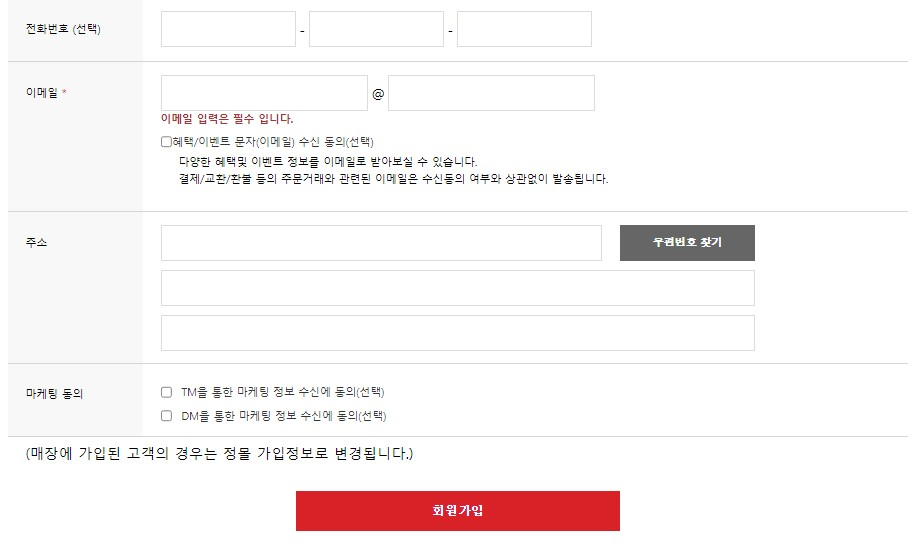 전화번호 (선택)
- -
이메일 *
@
이메일 입력은 필수 입니다.
혜택/이벤트 문자(이메일) 수신 동의(선택)
다양한 혜택및 이벤트 정보를 이메일로 받아보실 수 있습니다.
결제/교환/환불 등의 주문거래와 관련된 이메일은 수신동의 여부와 상관없이 발송됩니다.
주소
우편번호 찾기
마케팅 동의
TM을 통한 마케팅 정보 수신에 동의(선택)
DM을 통한 마케팅 정보 수신에 동의(선택)
(매장에 가입된 고객의 경우는 정몰 가입정보로 변경됩니다.)
회원가입